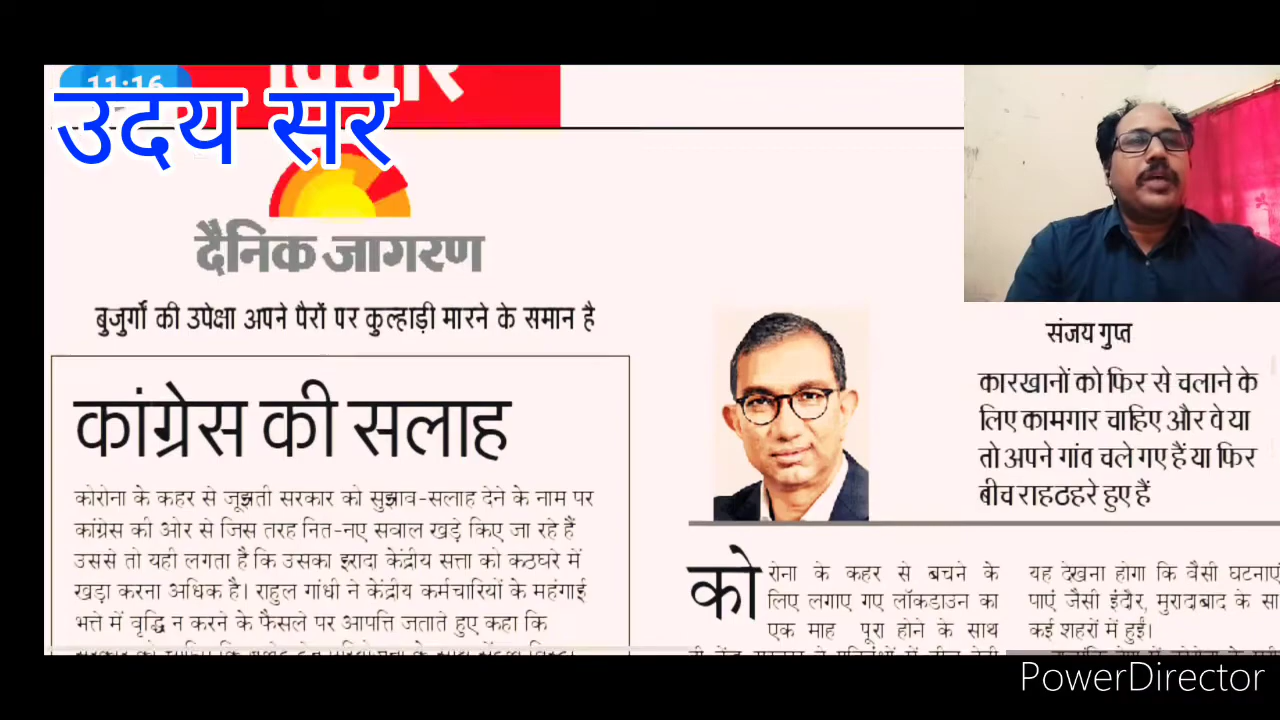 विचार
11:16
उदय सर
दैनिक जागरण
बुजुर्गों की उपेक्षा अपने पैरों पर कुल्हाड़ी मारने के समान है
कांग्रेस की सलाह
कोरोना के कहर से जूझती सरकार को सुझाव-सलाह देने के नाम पर
कांग्रेस की ओर से जिस तरह नित-नए सवाल खड़े किए जा रहे हैं
उससे तो यही लगता है कि उसका इरादा केंद्रीय सत्ता को कठघरे में
खड़ा करना अधिक है। राहुल गांधी ने केंद्रीय कर्मचारियों के महंगाई
भत्ते में वृद्धि न करने के फैसले पर आपत्ति जताते हुए कहा कि
संजय गुप्त
कारखानों को फिर से चलाने के
लिए कामगार चाहिए और वे या
तो अपने गांव चले गए हैं या फिर
बीच राह ठहरे हुए हैं
कोरोना के कहर से बचने के
लिए लगाए गए लॉकडाउन का
एक माह पूरा होने के साथ
यह देखना होगा कि वैसी घटनाएं
पाएं जैसी इंदौर, मुरादाबाद के सा
कई शहरों में हुईं।
PowerDirector